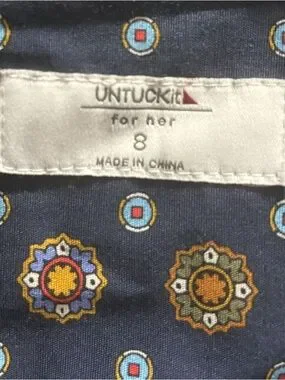 UNTUCKit
for her
8
MADE IN CHINA